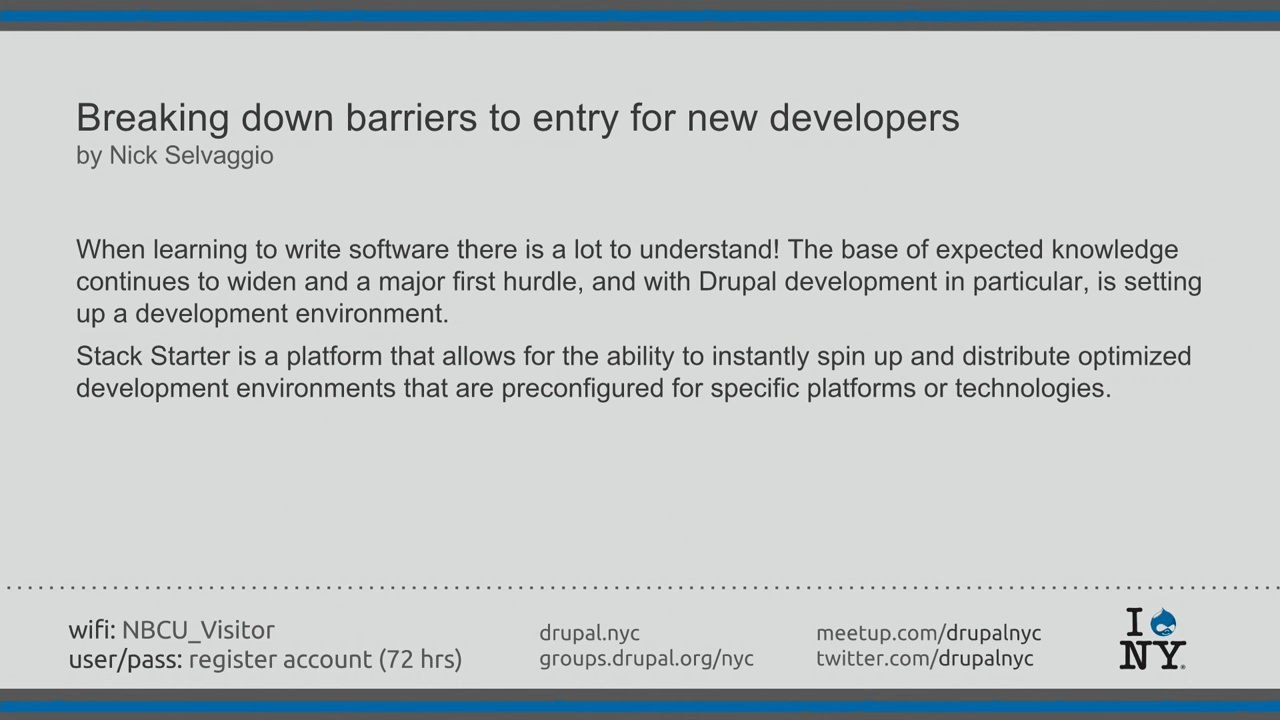 Breaking down barriers to entry for new developers
by Nick Selvaggio
When learning to write software there is a lot to understand! The base of expected knowledge
continues to widen and a major first hurdle, and with Drupal development in particular, is setting
up a development environment.
Stack Starter is a platform that allows for the ability to instantly spin up and distribute optimized
development environments that are preconfigured for specific platforms or technologies.
wifi: NBCU_Visitor
user/pass: register account (72 hrs)
drupal.nyc
groups.drupal.org/nyc
meetup.com/drupalnyc
twitter.com/drupalnyc
I
NY